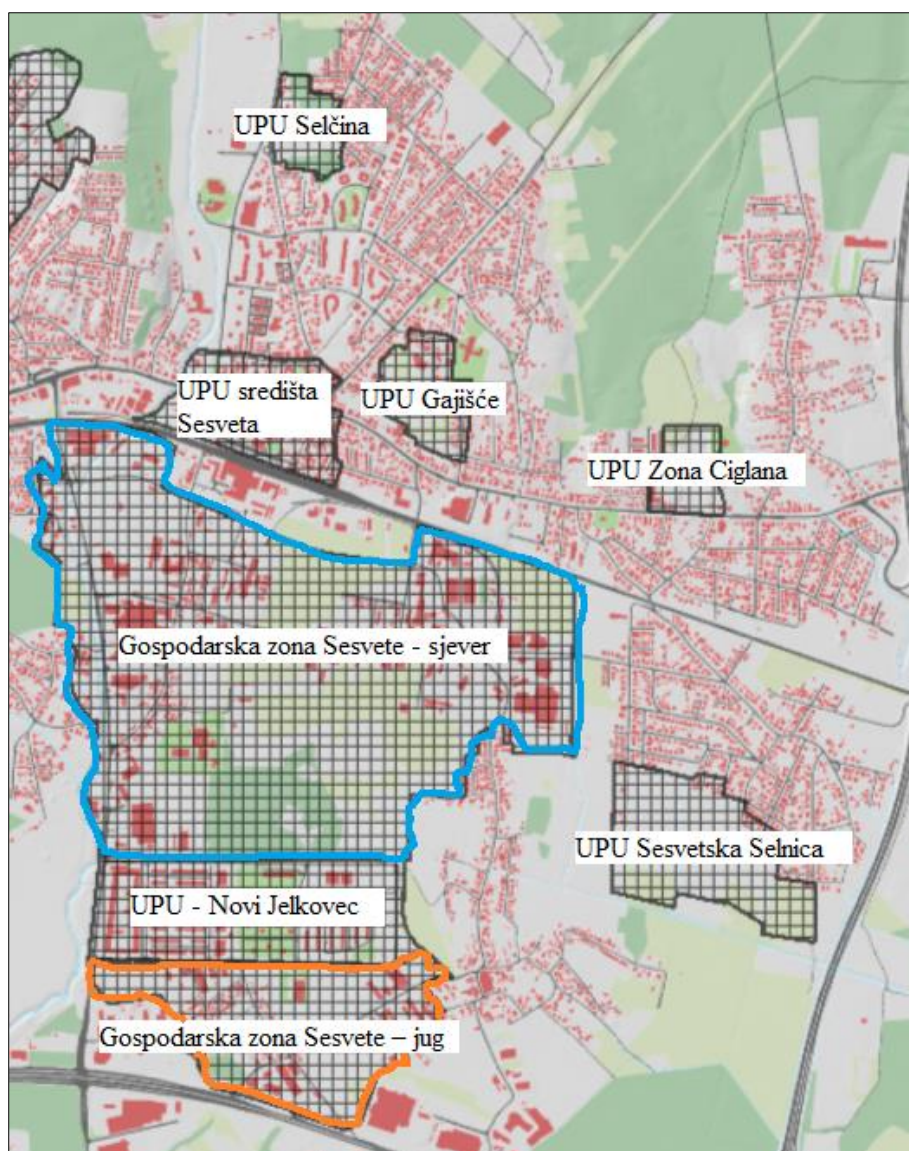 UPU Selčina
UPU središta
Sesveta
UPU Gajišće
UPU Zona Ciglana
Gospodarska zona Sesvete - sjever
UPU Sesvetska Selnica
UPU - Novi Jelkovec
Gospodarska zona Sesvete – jug